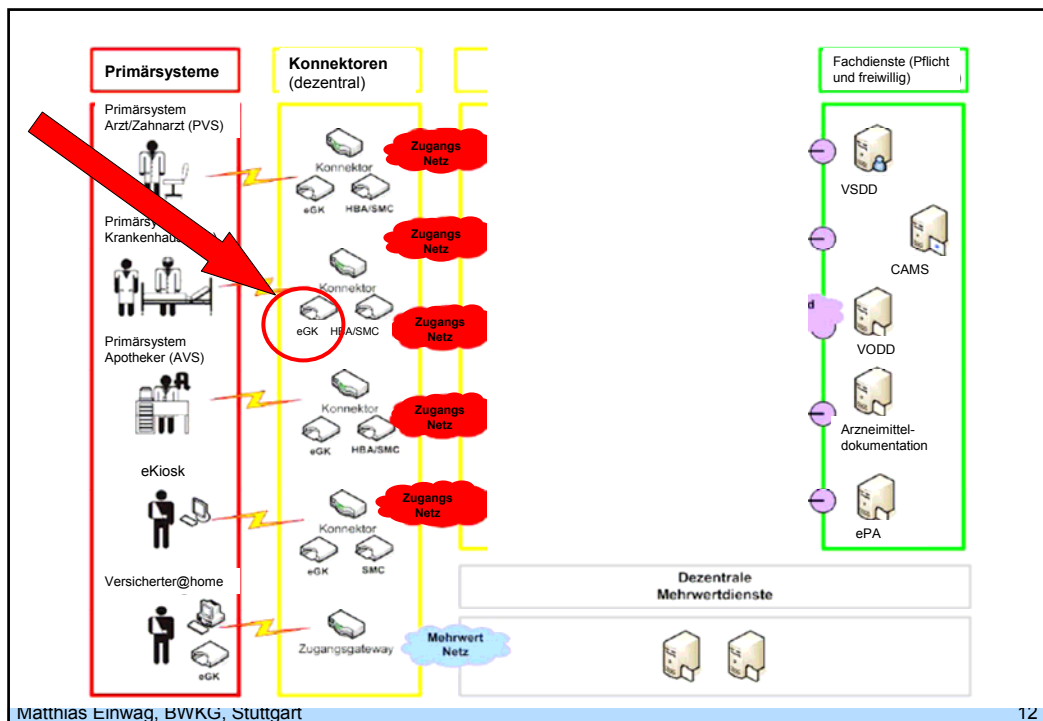 Primärsysteme
Primärsystem
Arzt/Zahnarzt (PVS)
Primärsy
Krankenhaus
Primärsystem
Apotheker (AVS)
eKiosk
Versicherter@home
eGK
Konnektoren
(dezentral)
Konnektor
eGK HBA/SMC
Konnektor
eGK HBA/SMC
Konnektor
eGK HBA/SMC
Konnektor
eGK SMC
Zugangsgateway
Zugangs
Netz
Zugangs
Netz
Zugangs
Netz
Zugangs
Netz
Zugangs
Netz
Mehrwert
Netz
Fachdienste (Pflicht
und freiwillig) )
VSDD
CAMS
d
VODD
Arzneimittel-
dokumentation
ePA
Dezentrale
Mehrwertdienste
Matthias Einwag, BWKG, Stuttgart
12